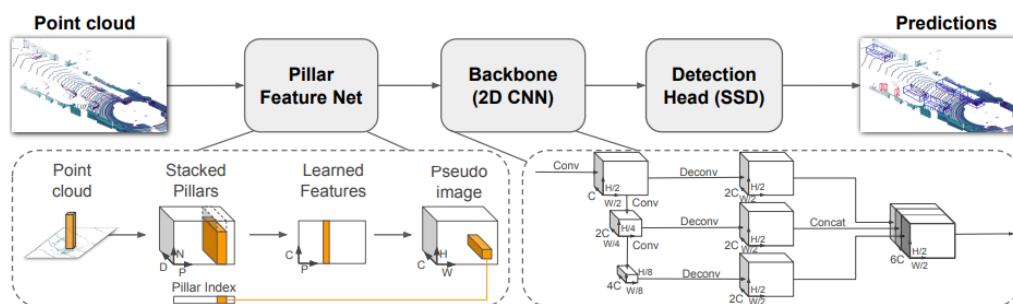 Point cloud
Predictions
Pillar
Feature Net
Backbone
(2D CNN)
Detection
Head (SSD)
Point
cloud
Stacked
Pillars
Learned
Features
Pseudo
image
D
P
N
C
P
C
H
W
Pillar Index
Conv
C
W/2
H/2
Conv
2C
W/4
H/4
Conv
4C
W/8
H/8
Deconv
2C
W/2
H/2
Deconv
2C
W/2
H/2
Deconv
2C
W/2
H/2
Concat
6C
W/2
H/2